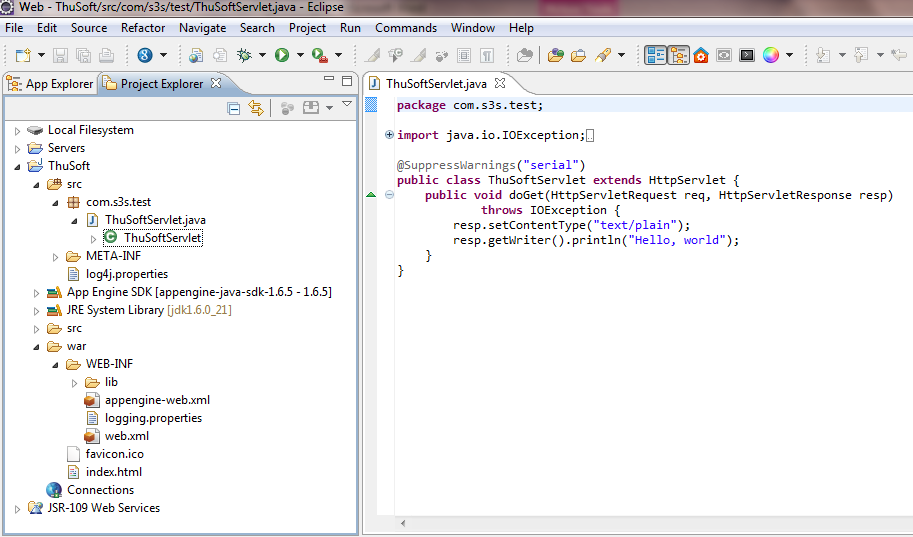 Web - ThuSoft/src/com/s3s/test/ThuSoftServlet.java - Eclipse
File Edit Source Refactor Navigate Search Project Run Commands Window Help
App Explorer Project Explorer
Local Filesystem
Servers
ThuSoft
src
com.s3s.test
ThuSoftServlet.java
ThuSoftServlet
META-INF
log4j.properties
App Engine SDK [appengine-java-sdk-1.6.5 - 1.6.5]
JRE System Library [jdk1.6.0_21]
src
war
WEB-INF
lib
appengine-web.xml
logging.properties
web.xml
favicon.ico
index.html
Connections
JSR-109 Web Services
ThuSoftServlet.java
package com.s3s.test;
import java.io.IOException;
@SuppressWarnings("serial")
public class ThuSoftServlet extends HttpServlet {
public void doGet(HttpServletRequest req, HttpServletResponse resp)
throws IOException {
resp.setContentType("text/plain");
resp.getWriter().println("Hello, world");
}
}